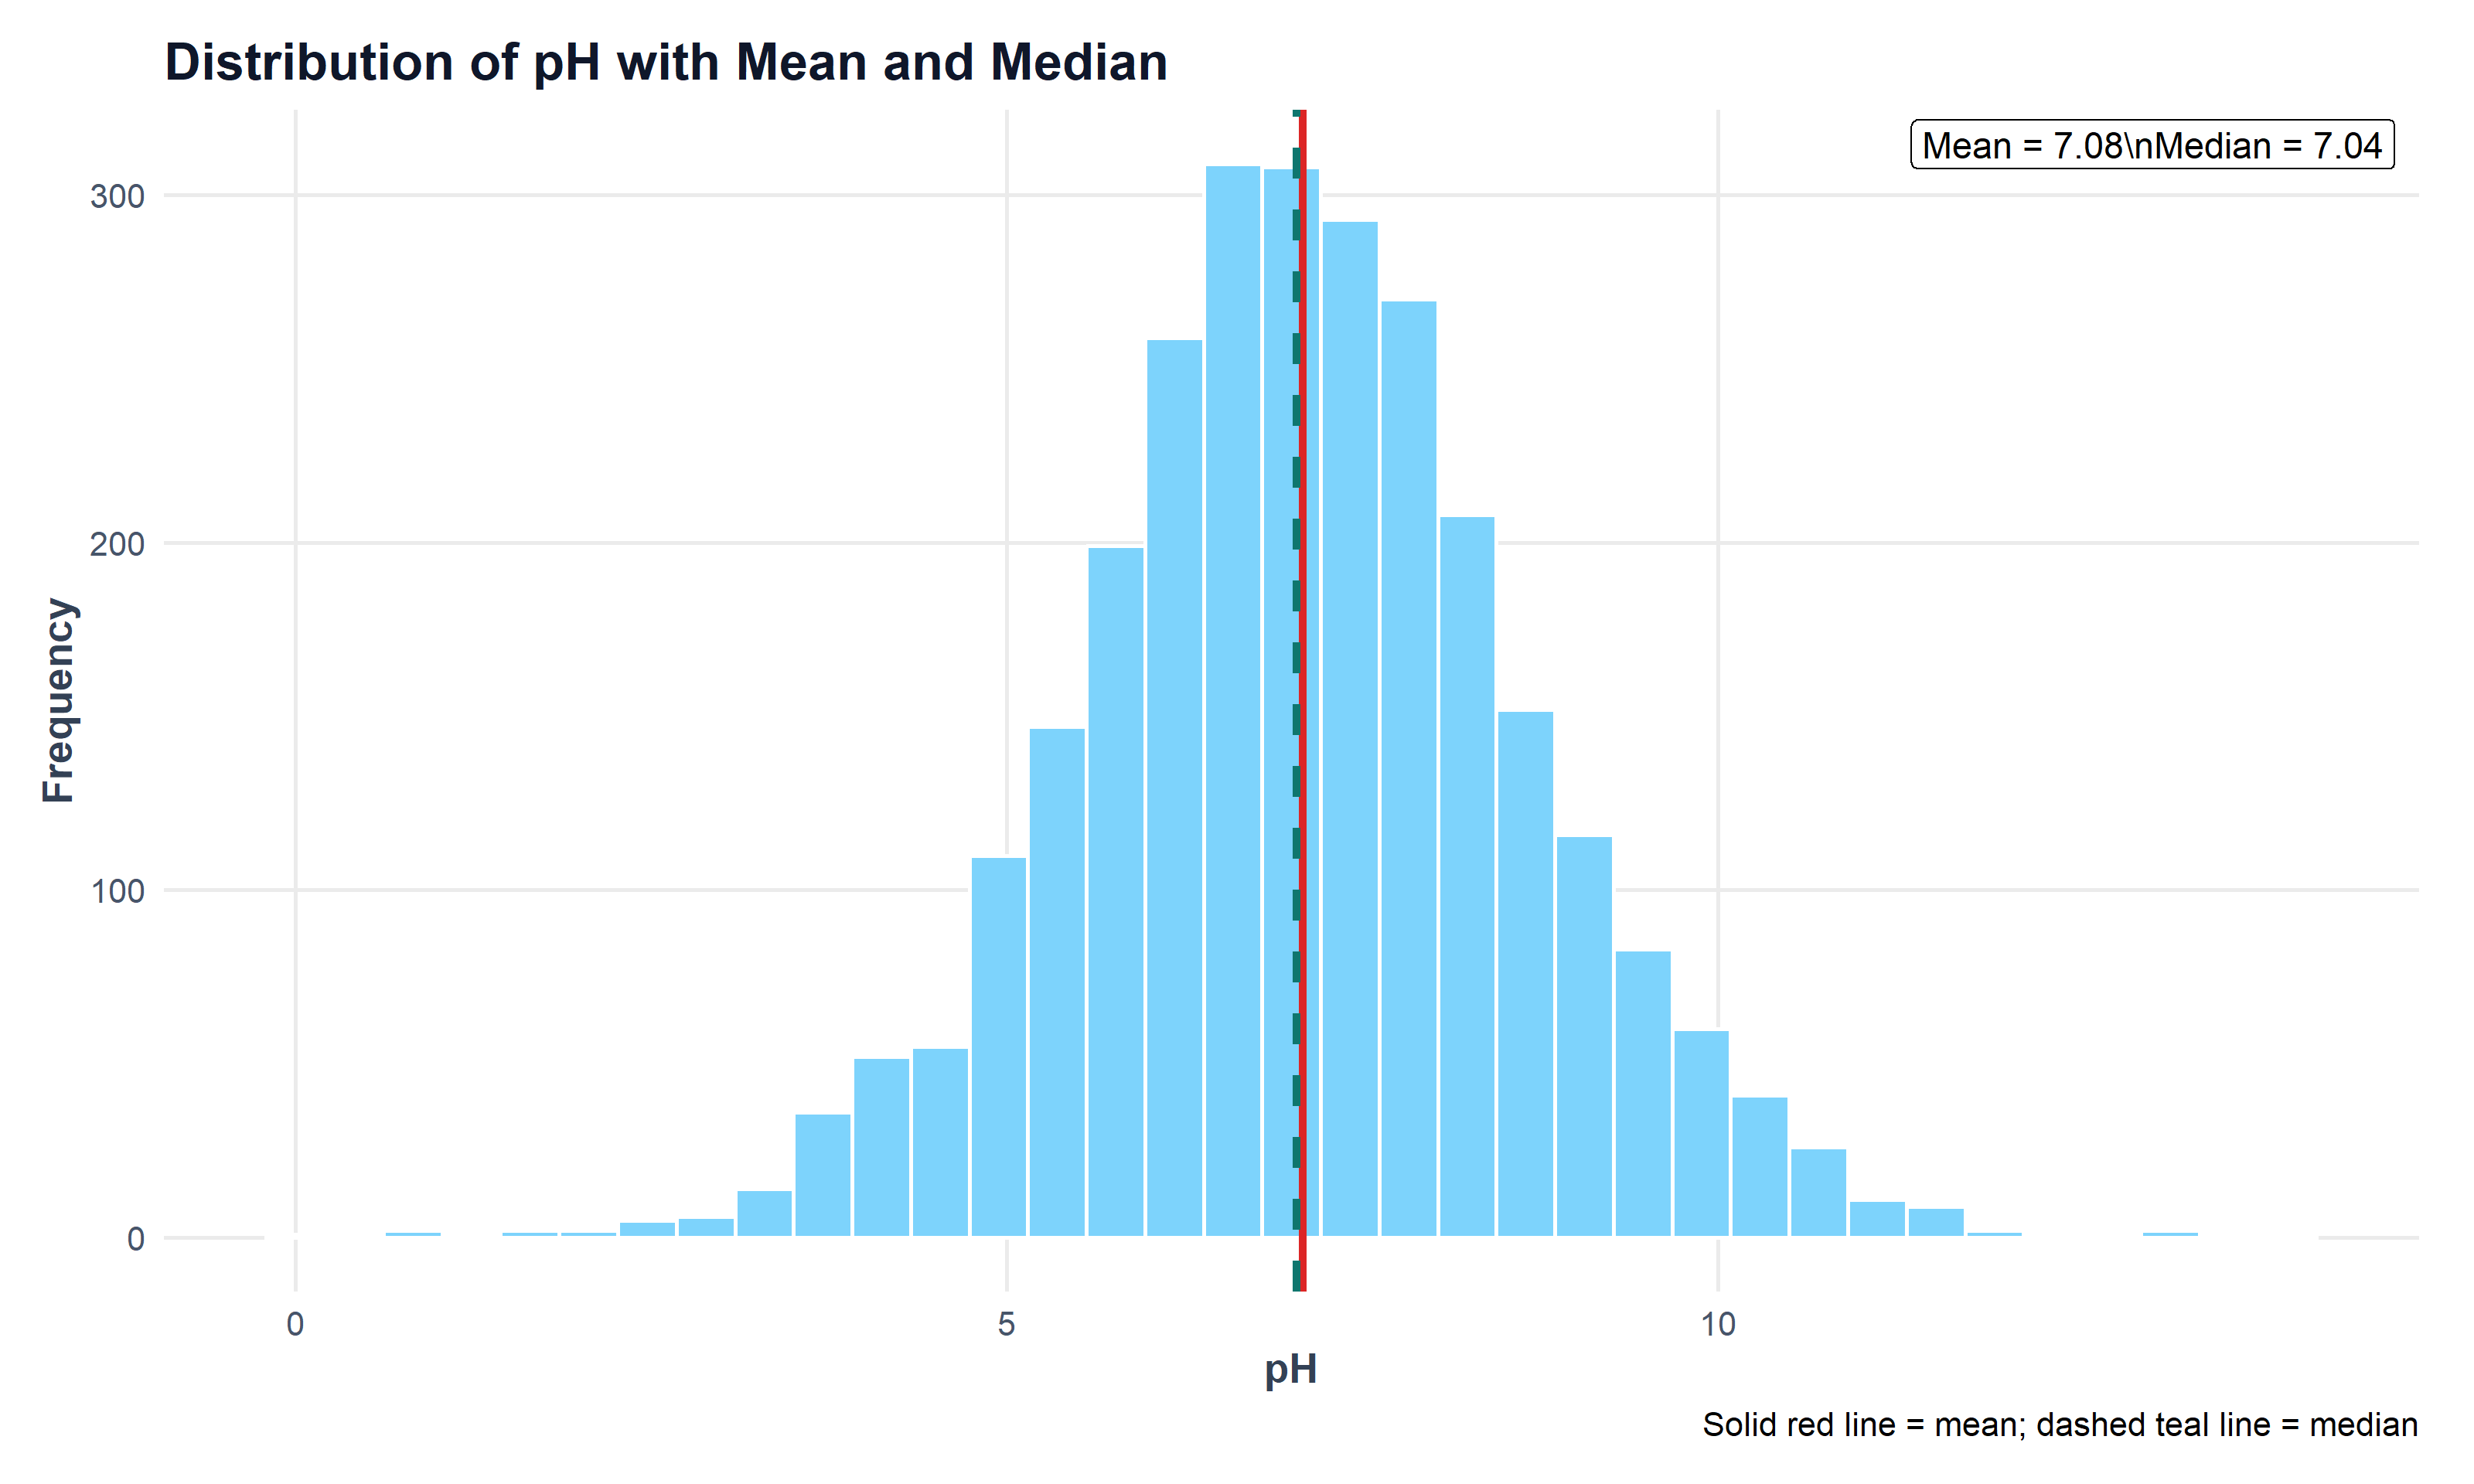 Distribution of pH with Mean and Median
Mean = 7.08\nMedian = 7.04
300
200
100
0
Frequency
0 5 10
pH
Solid red line = mean; dashed teal line = median